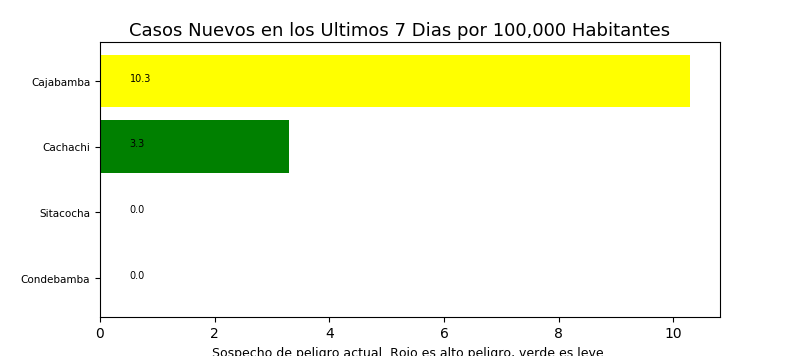 Casos Nuevos en los Ultimos 7 Dias por 100,000 Habitantes
Cajabamba 10.3
Cachachi 3.3
Sitacocha 0.0
Condebamba 0.0
0 2 4 6 8 10
Sospecho de peligro actual. Rojo es alto peligro, verde es leve